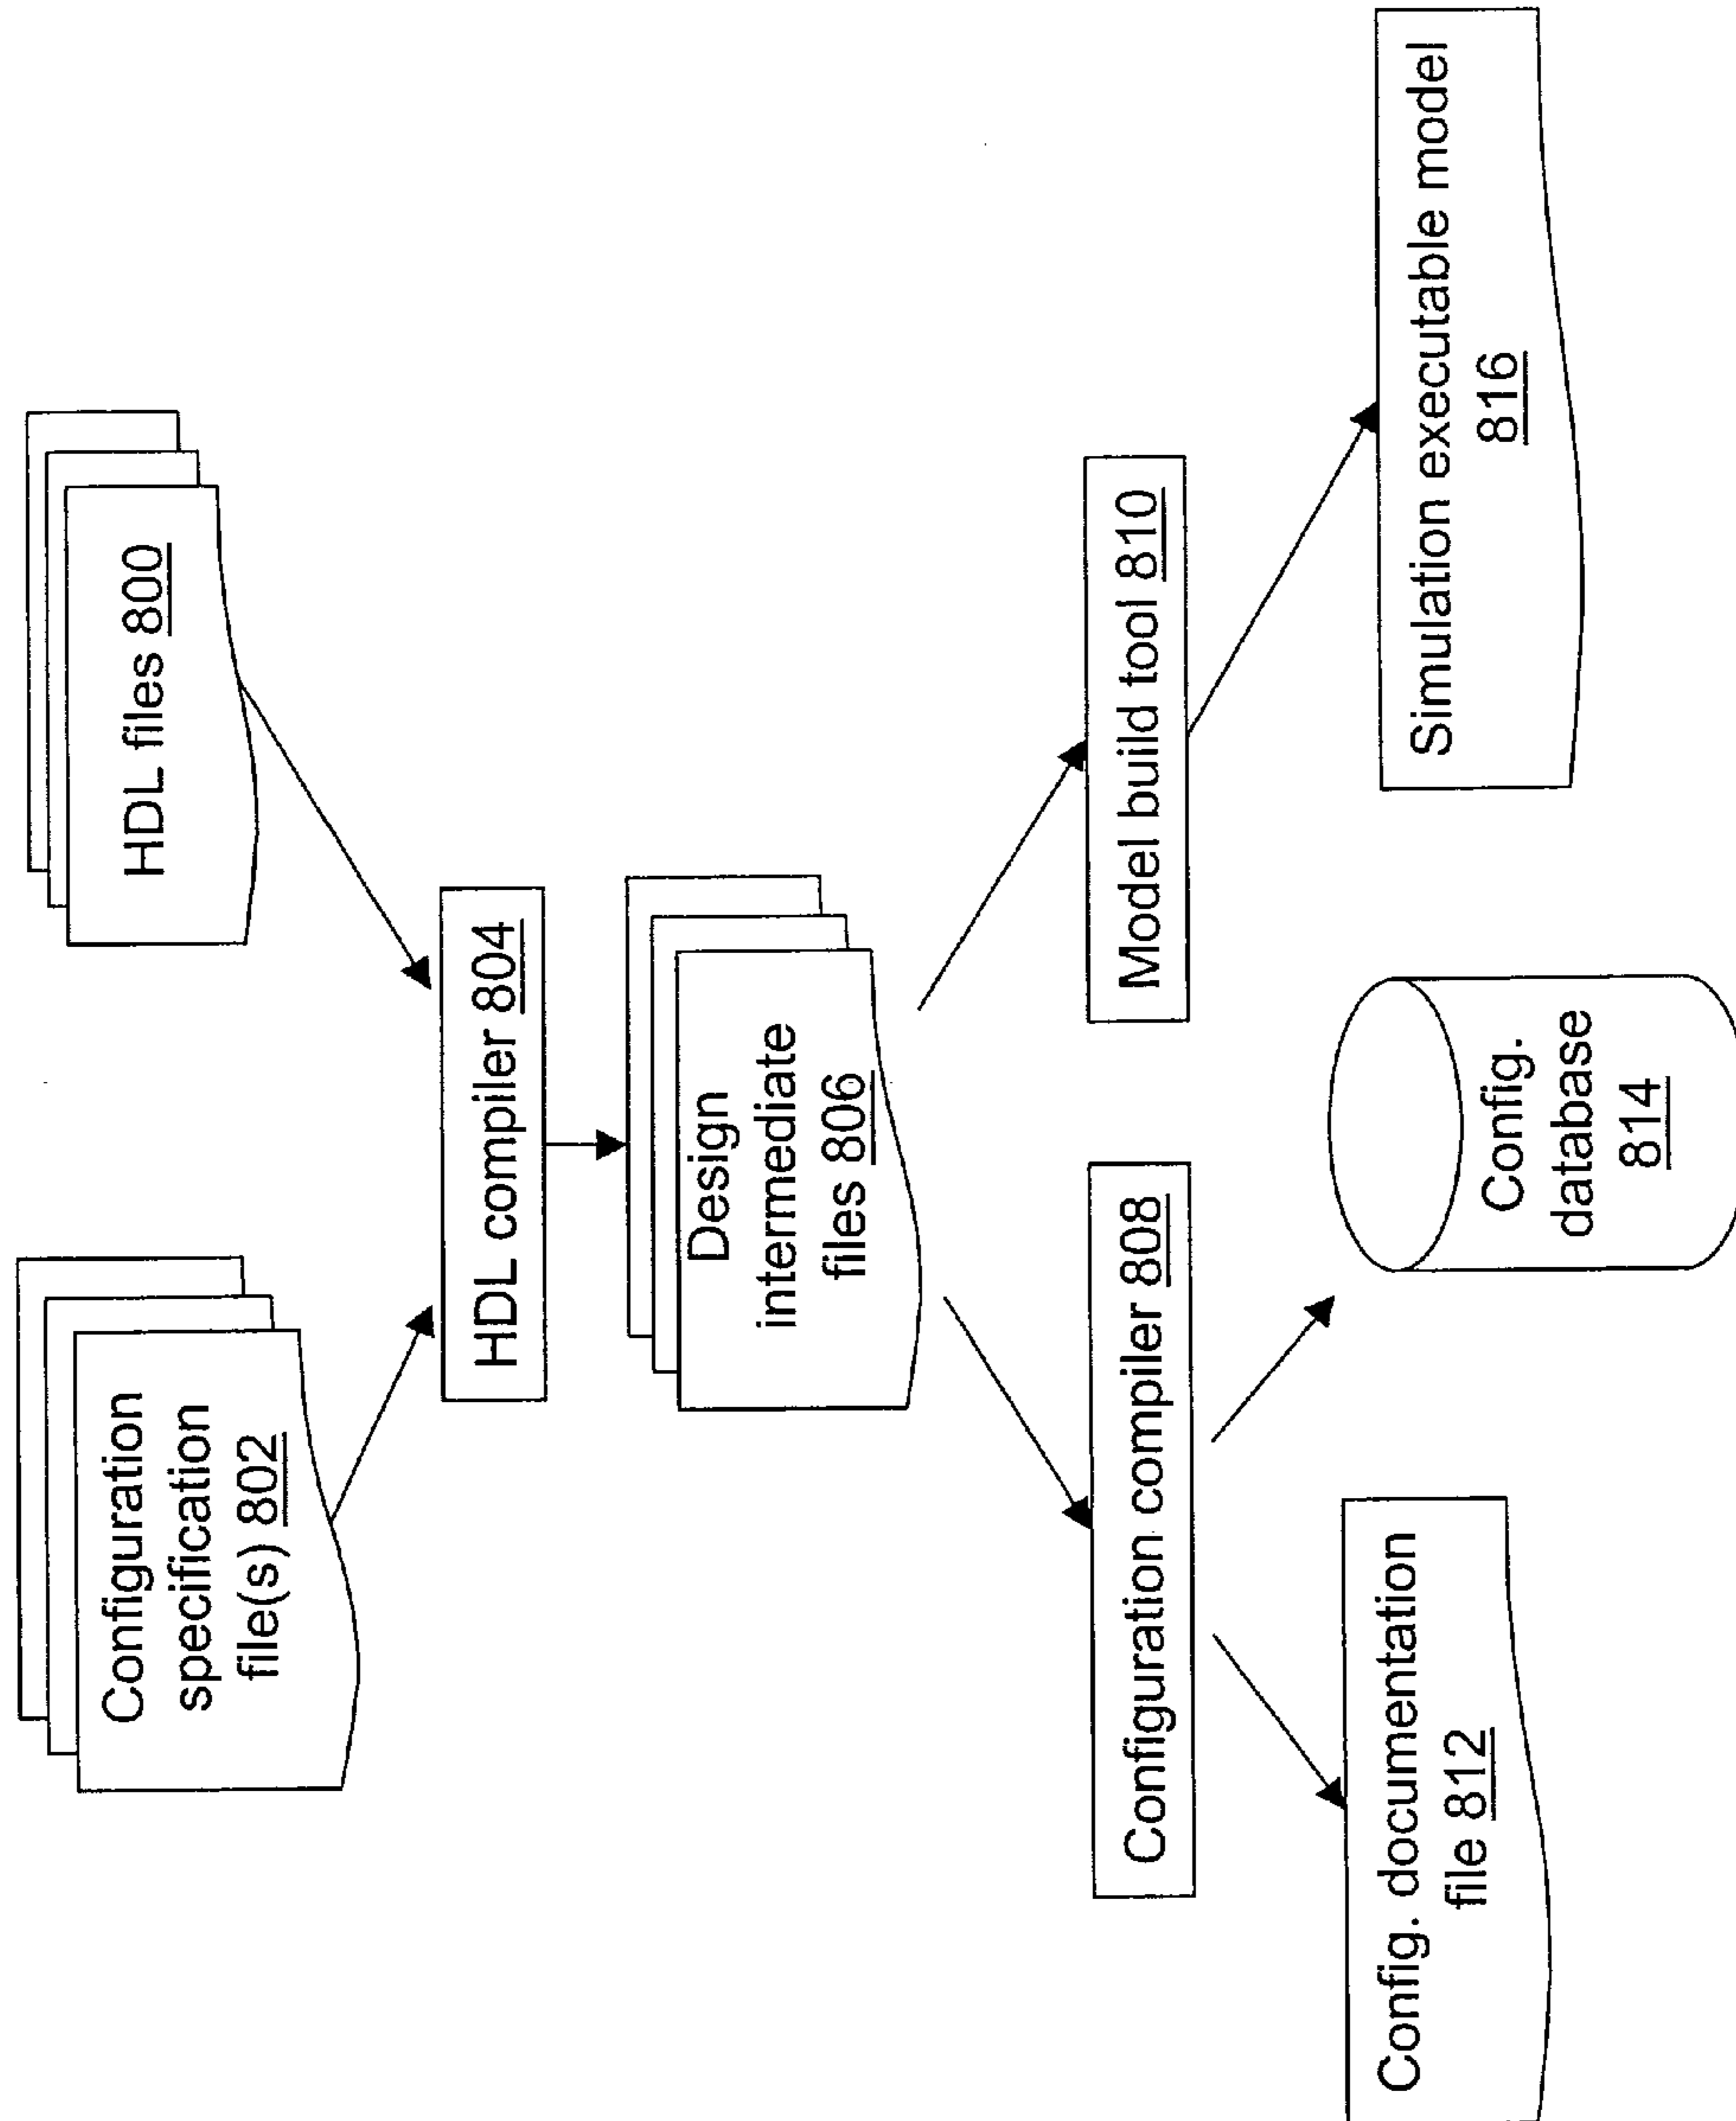 Configuration
specification
file(s) 802
HDL files 800
HDL compiler 804
Design
intermediate
files 806
Configuration compiler 808
Model build tool 810
Config. documentation
file 812
Config.
database
814
Simulation executable model
816